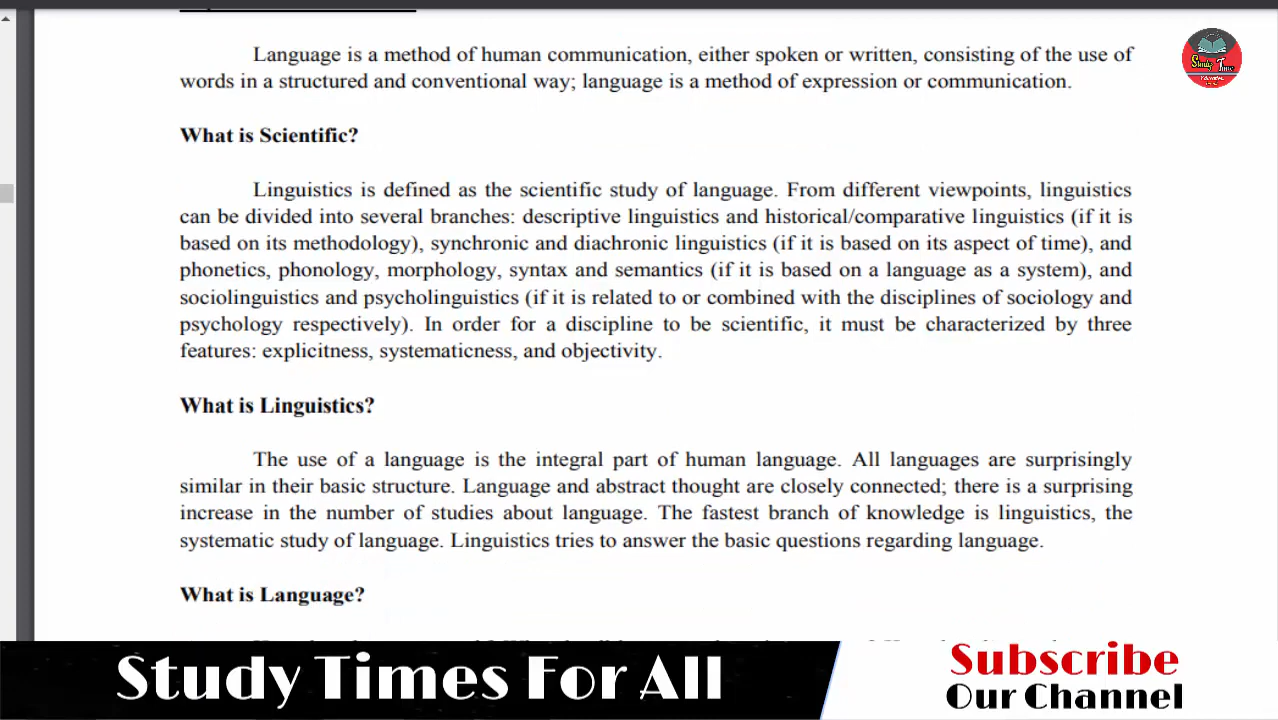 Language is a method of human communication, either spoken or written, consisting of the use of
words in a structured and conventional way; language is a method of expression or communication.
What is Scientific?
Linguistics is defined as the scientific study of language. From different viewpoints, linguistics
can be divided into several branches: descriptive linguistics and historical/comparative linguistics (if it is
based on its methodology), synchronic and diachronic linguistics (if it is based on its aspect of time), and
phonetics, phonology, morphology, syntax and semantics (if it is based on a language as a system), and
sociolinguistics and psycholinguistics (if it is related to or combined with the disciplines of sociology and
psychology respectively). In order for a discipline to be scientific, it must be characterized by three
features: explicitness, systematicness, and objectivity.
What is Linguistics?
The use of a language is the integral part of human language. All languages are surprisingly
similar in their basic structure. Language and abstract thought are closely connected; there is a surprising
increase in the number of studies about language. The fastest branch of knowledge is linguistics, the
systematic study of language. Linguistics tries to answer the basic questions regarding language.
What is Language?
Study Time
Study Times For All
Subscribe
Our Channel